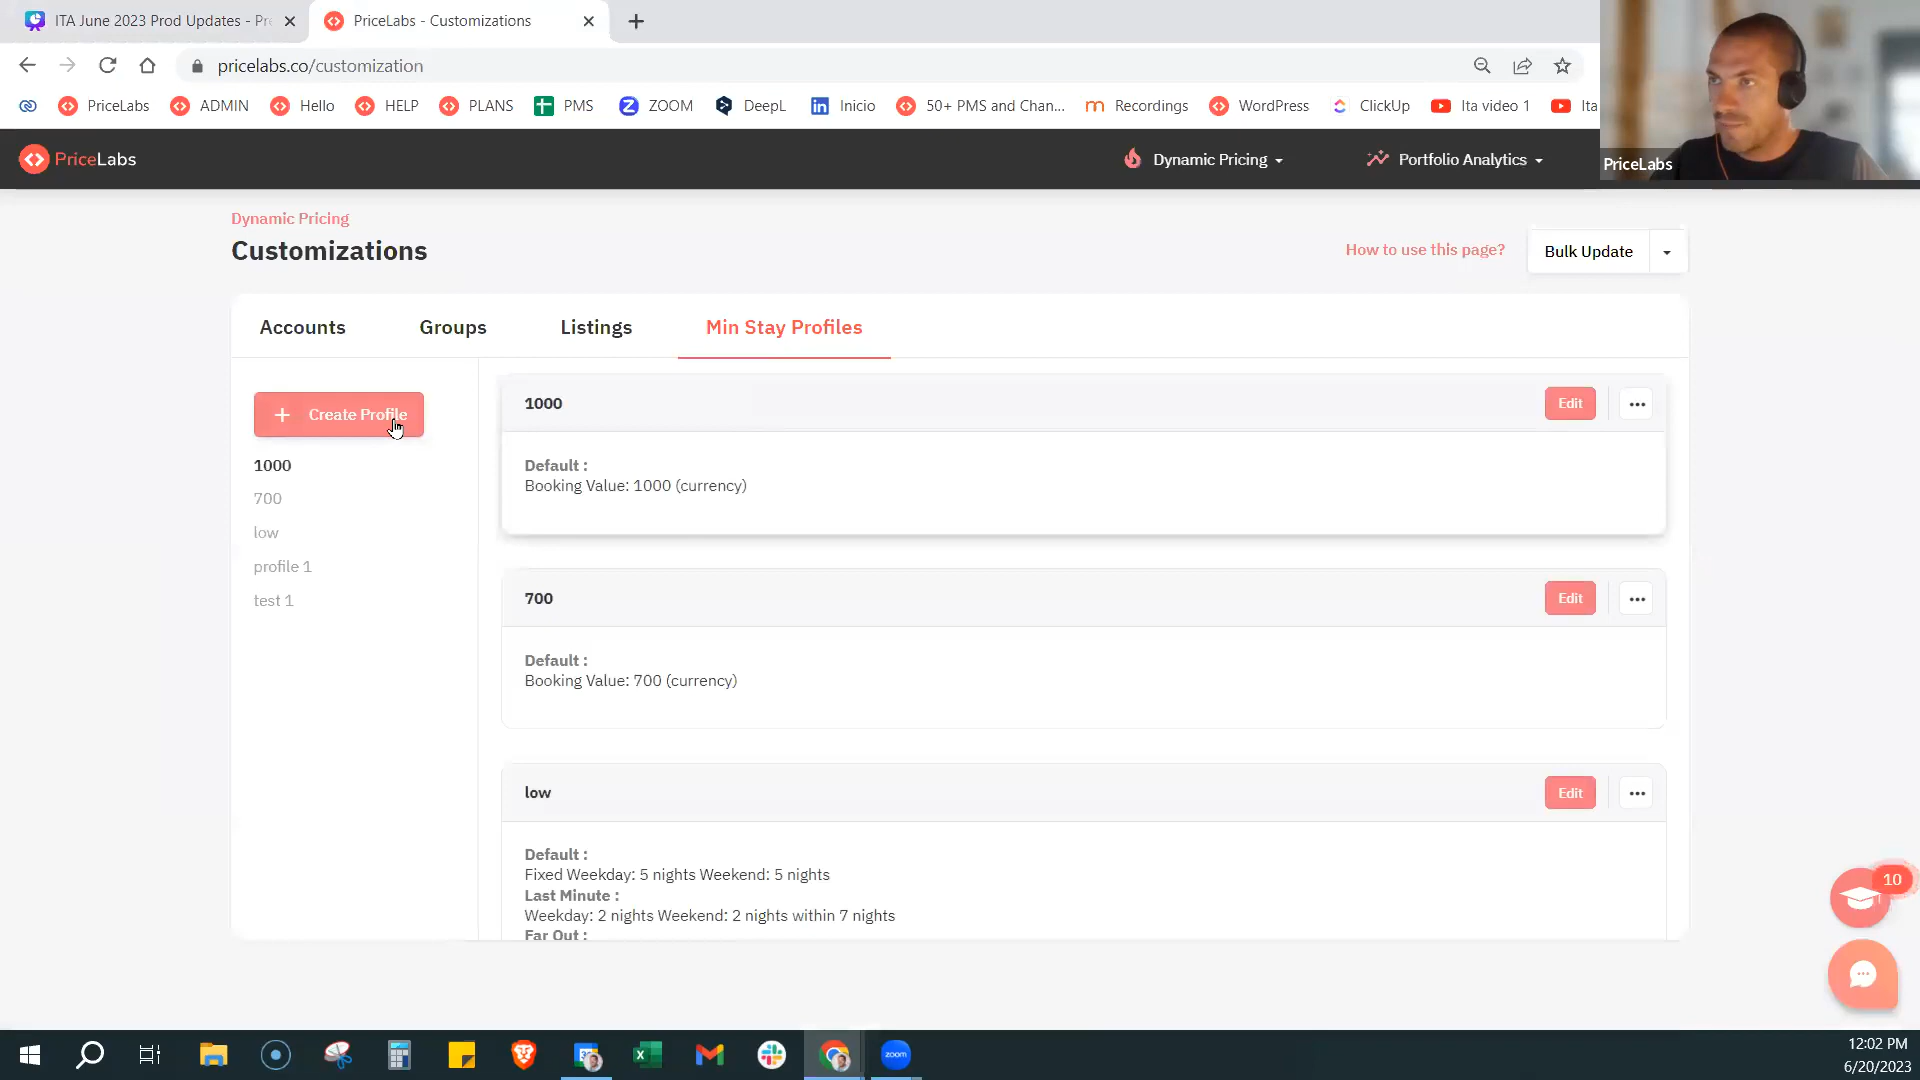 ITA June 2023 Prod Updates - Pre
PriceLabs - Customizations
pricelabs.co/customization
PriceLabs
ADMIN
Hello
HELP
PLANS
PMS
ZOOM
DeepL
Inicio
50+ PMS and Chan...
Recordings
WordPress
ClickUp
Ita video 1
Ita
PriceLabs
Dynamic Pricing
Portfolio Analytics
PriceLabs
Dynamic Pricing
Customizations
How to use this page?
Bulk Update
Accounts
Groups
Listings
Min Stay Profiles
+ Create Profile
1000
700
low
profile 1
test 1
1000
Edit
Default :
Booking Value: 1000 (currency)
700
Edit
Default :
Booking Value: 700 (currency)
low
Edit
Default :
Fixed Weekday: 5 nights Weekend: 5 nights
Last Minute :
Weekday: 2 nights Weekend: 2 nights within 7 nights
Far Out :
10
zoom
12:02 PM
6/20/2023